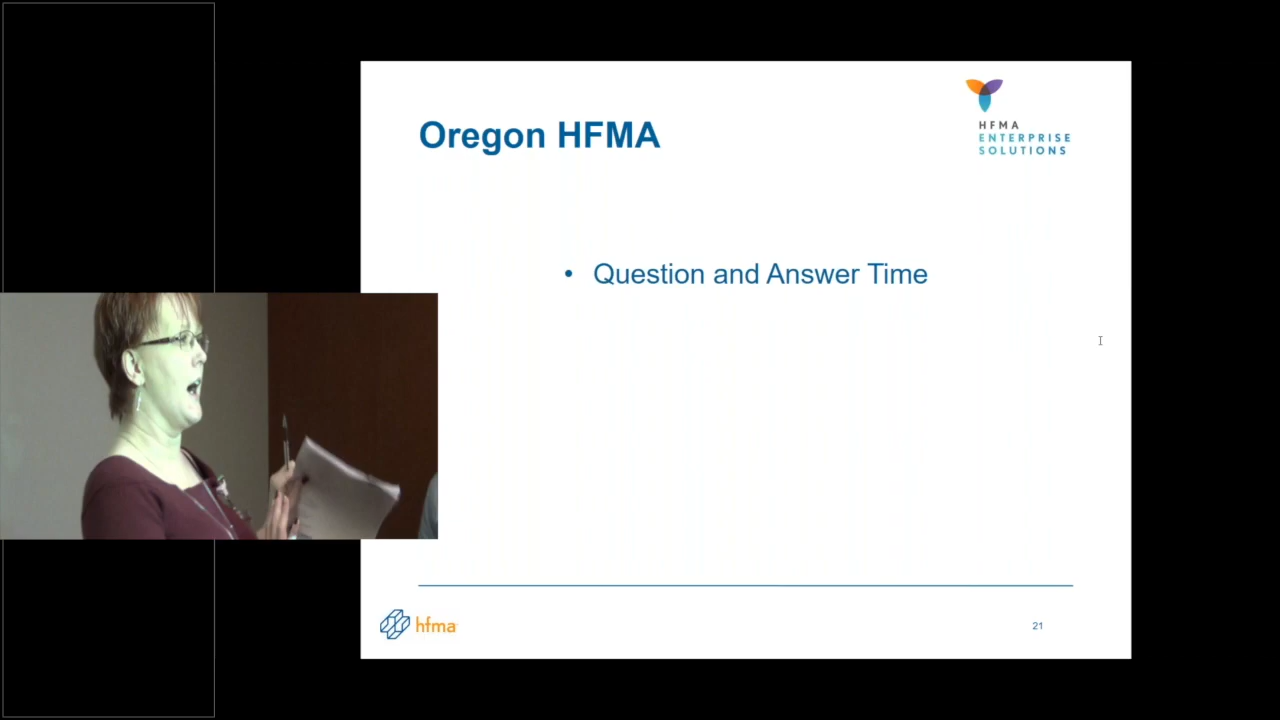 Oregon HFMA
HFMA
ENTERPRISE
SOLUTIONS
• Question and Answer Time
hfma
21